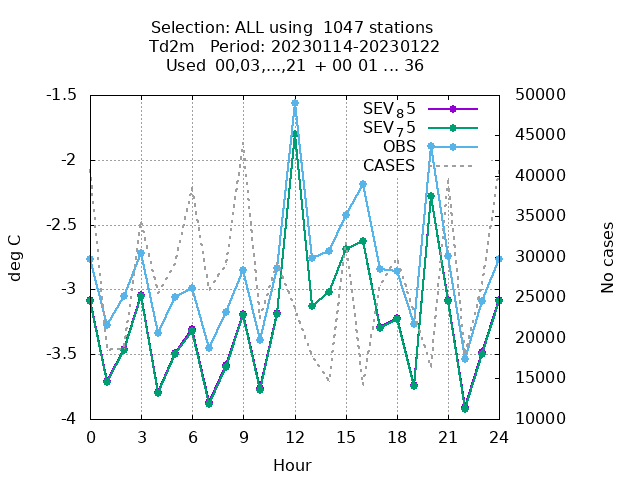 Selection: ALL using  1047 stations
Td2m   Period: 20230114-20230122
Used  00,03,...,21  + 00 01 ... 36
-1.5
-2
-2.5
-3
-3.5
-4
deg C
50000
45000
40000
35000
30000
25000
20000
15000
10000
No cases
SEV₈5
SEV₇5
OBS
CASES
0 3 6 9 12 15 18 21 24
Hour